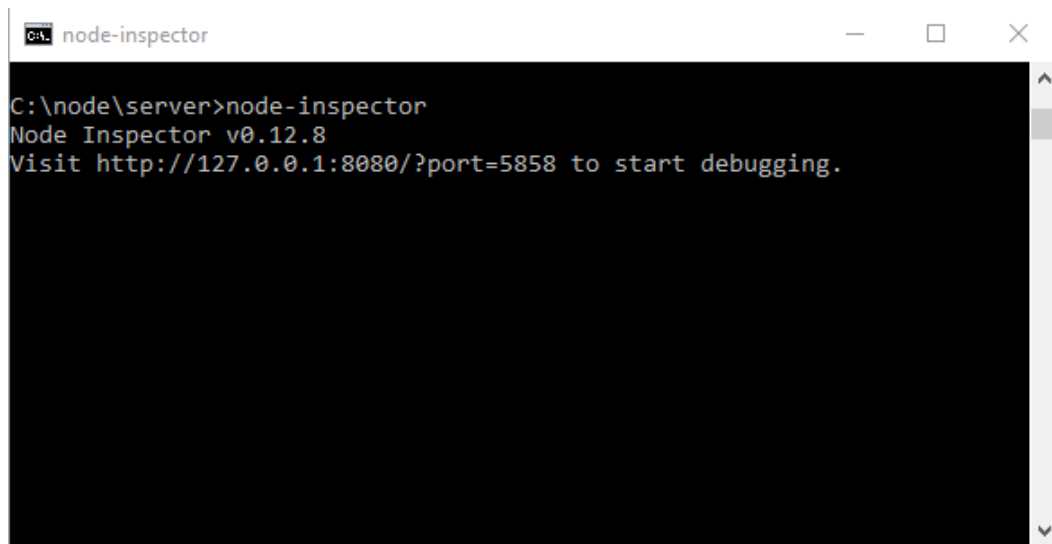 node-inspector
C:\node\server>node-inspector
Node Inspector v0.12.8
Visit http://127.0.0.1:8080/?port=5858 to start debugging.